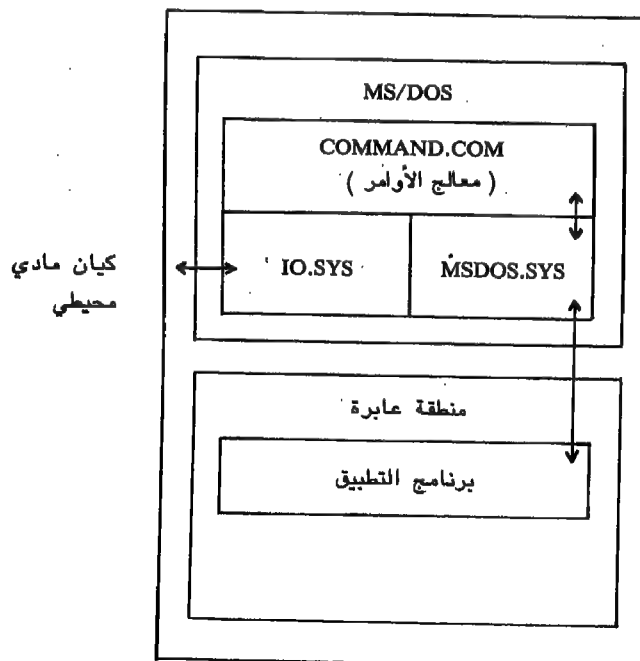 MS/DOS
COMMAND.COM
( معالج الأوامر )
كيان مادي
محيطي
IO.SYS
MSDOS.SYS
منطقة عابرة
برنامج التطبيق